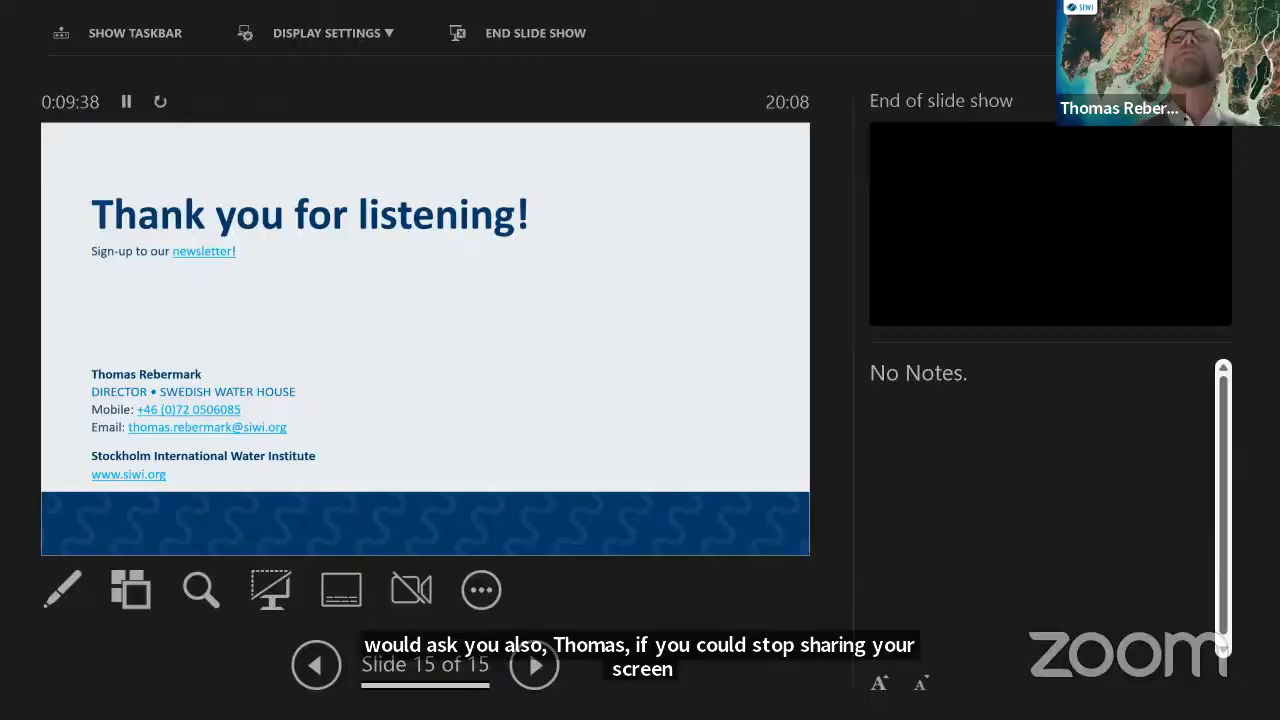 SHOW TASKBAR
DISPLAY SETTINGS ▼
END SLIDE SHOW
SIWI
Thomas Reber...
0:09:38
20:08
End of slide show
Thank you for listening!
Sign-up to our newsletter!
Thomas Rebermark
DIRECTOR • SWEDISH WATER HOUSE
Mobile: +46 (0)72 0506085
Email: thomas.rebermark@siwi.org
Stockholm International Water Institute
www.siwi.org
No Notes.
would ask you also, Thomas, if you could stop sharing your
screen
Slide 15 of 15
A A
zoom